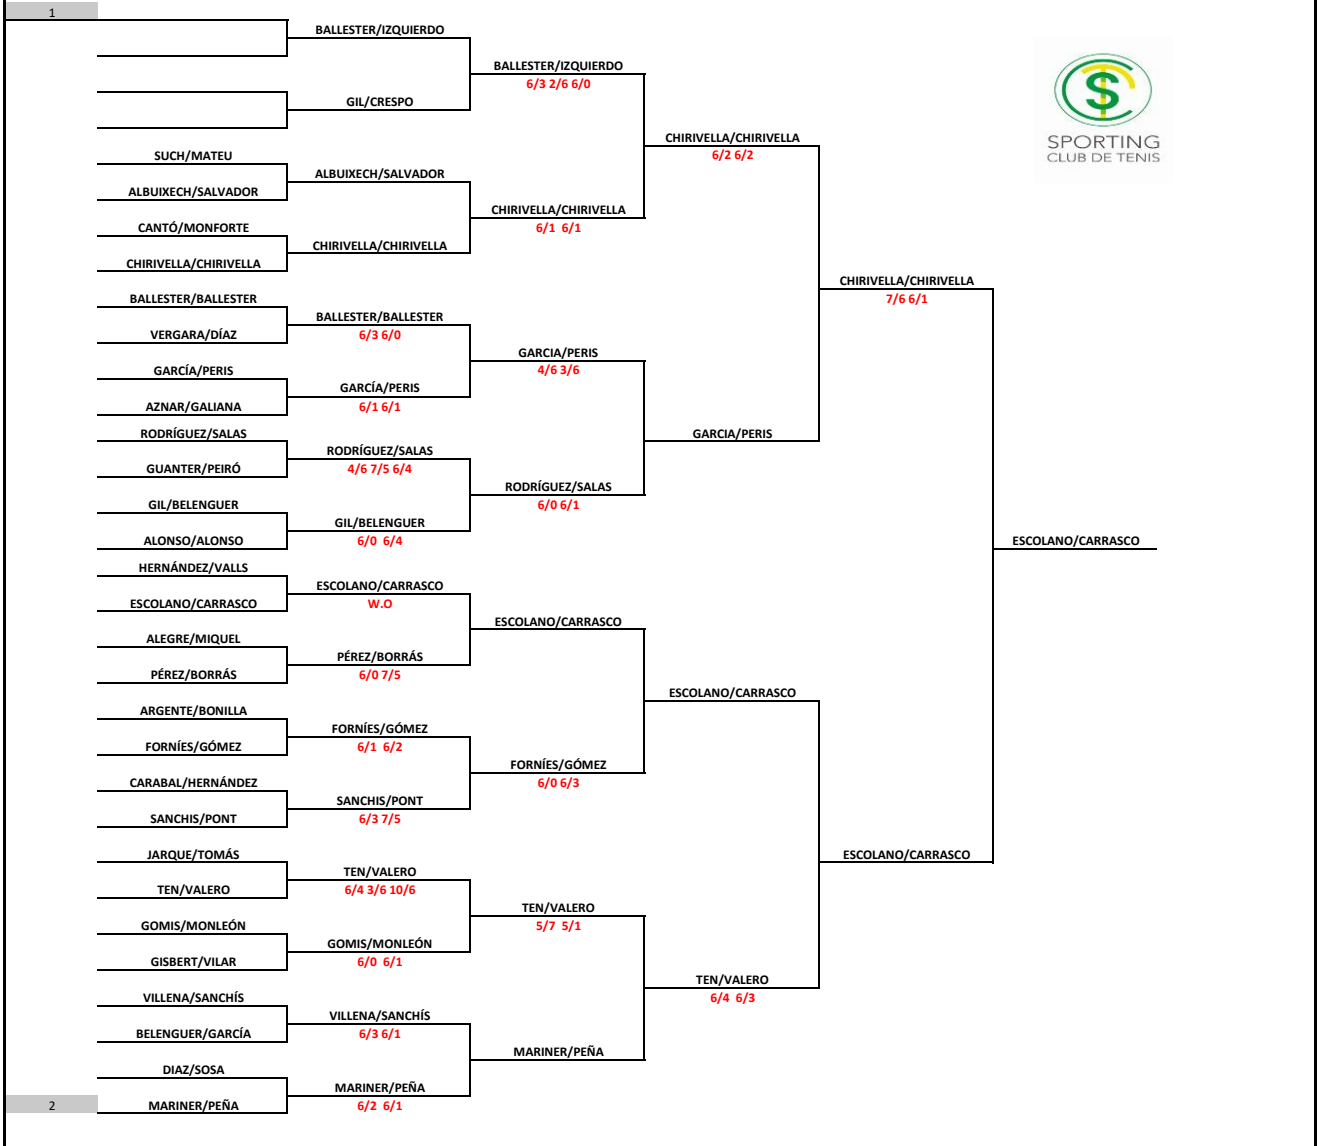 1
BALLESTER/IZQUIERDO
BALLESTER/IZQUIERDO
6/3 2/6 6/0
GIL/CRESPO
CHIRIVELLA/CHIRIVELLA
6/2 6/2
SPORTING
CLUB DE TENIS
SUCH/MATEU
ALBUIXECH/SALVADOR
ALBUIXECH/SALVADOR
CHIRIVELLA/CHIRIVELLA
6/1 6/1
CANTÓ/MONFORTE
CHIRIVELLA/CHIRIVELLA
CHIRIVELLA/CHIRIVELLA
CHIRIVELLA/CHIRIVELLA
7/6 6/1
BALLESTER/BALLESTER
BALLESTER/BALLESTER
6/3 6/0
VERGARA/DÍAZ
GARCIA/PERIS
4/6 3/6
GARCÍA/PERIS
GARCÍA/PERIS
6/1 6/1
AZNAR/GALIANA
RODRÍGUEZ/SALAS
GARCIA/PERIS
RODRÍGUEZ/SALAS
4/6 7/5 6/4
GUANTER/PEIRÓ
RODRÍGUEZ/SALAS
6/0 6/1
GIL/BELENGUER
GIL/BELENGUER
6/0 6/4
ALONSO/ALONSO
ESCOLANO/CARRASCO
HERNÁNDEZ/VALLS
ESCOLANO/CARRASCO
W.O
ESCOLANO/CARRASCO
ESCOLANO/CARRASCO
ALEGRE/MIQUEL
PÉREZ/BORRÁS
6/0 7/5
PÉREZ/BORRÁS
ESCOLANO/CARRASCO
ARGENTE/BONILLA
FORNÍES/GÓMEZ
6/1 6/2
FORNÍES/GÓMEZ
FORNÍES/GÓMEZ
6/0 6/3
CARABAL/HERNÁNDEZ
SANCHIS/PONT
6/3 7/5
SANCHIS/PONT
JARQUE/TOMÁS
ESCOLANO/CARRASCO
TEN/VALERO
6/4 3/6 10/6
TEN/VALERO
TEN/VALERO
5/7 5/1
GOMIS/MONLEÓN
GOMIS/MONLEÓN
6/0 6/1
GISBERT/VILAR
TEN/VALERO
6/4 6/3
VILLENA/SANCHÍS
VILLENA/SANCHÍS
6/3 6/1
BELENGUER/GARCÍA
MARINER/PEÑA
DIAZ/SOSA
MARINER/PEÑA
6/2 6/1
2
MARINER/PEÑA